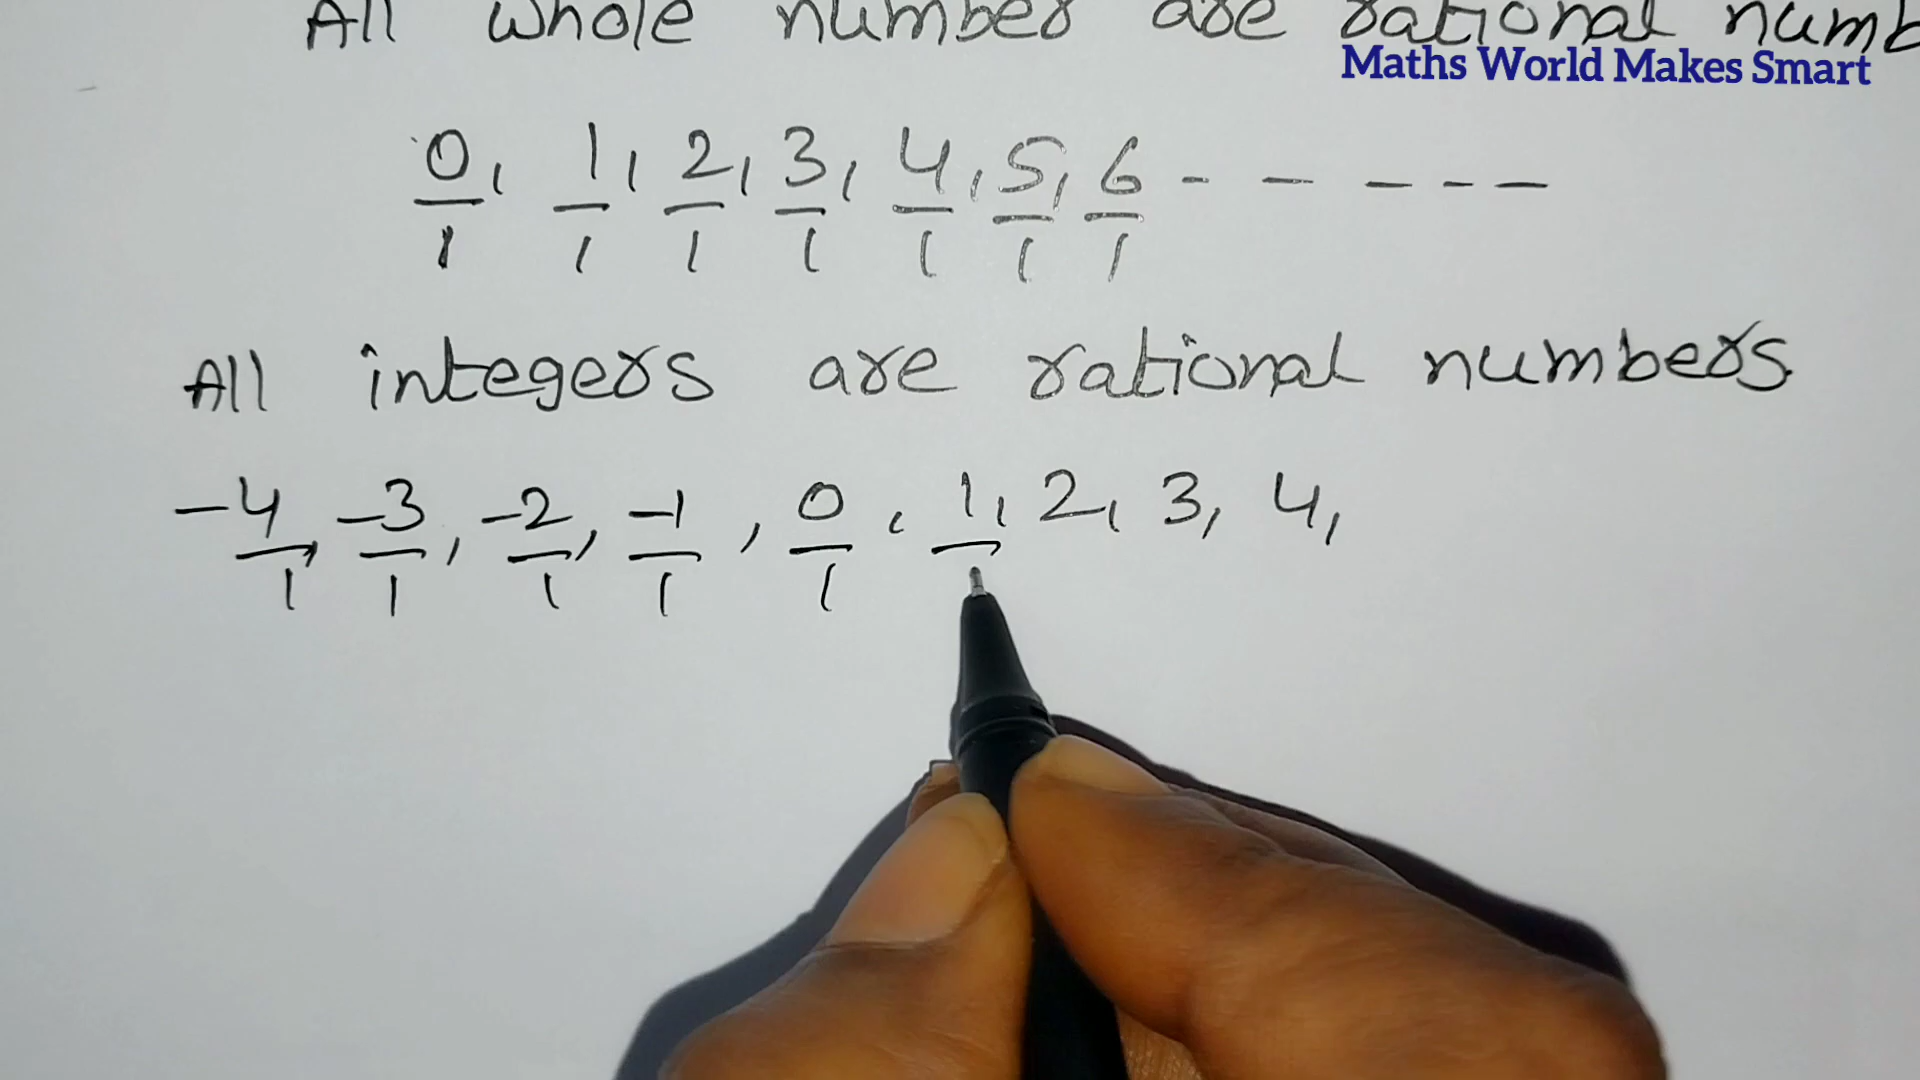 All whole number are rational numb
Maths World Makes Smart
0/1, 1/1, 2/1, 3/1, 4/1, 5/1, 6/1 - - - - -
All integers are rational numbers
-4/1, -3/1, -2/1, -1/1, 0/1, 1, 2, 3, 4,